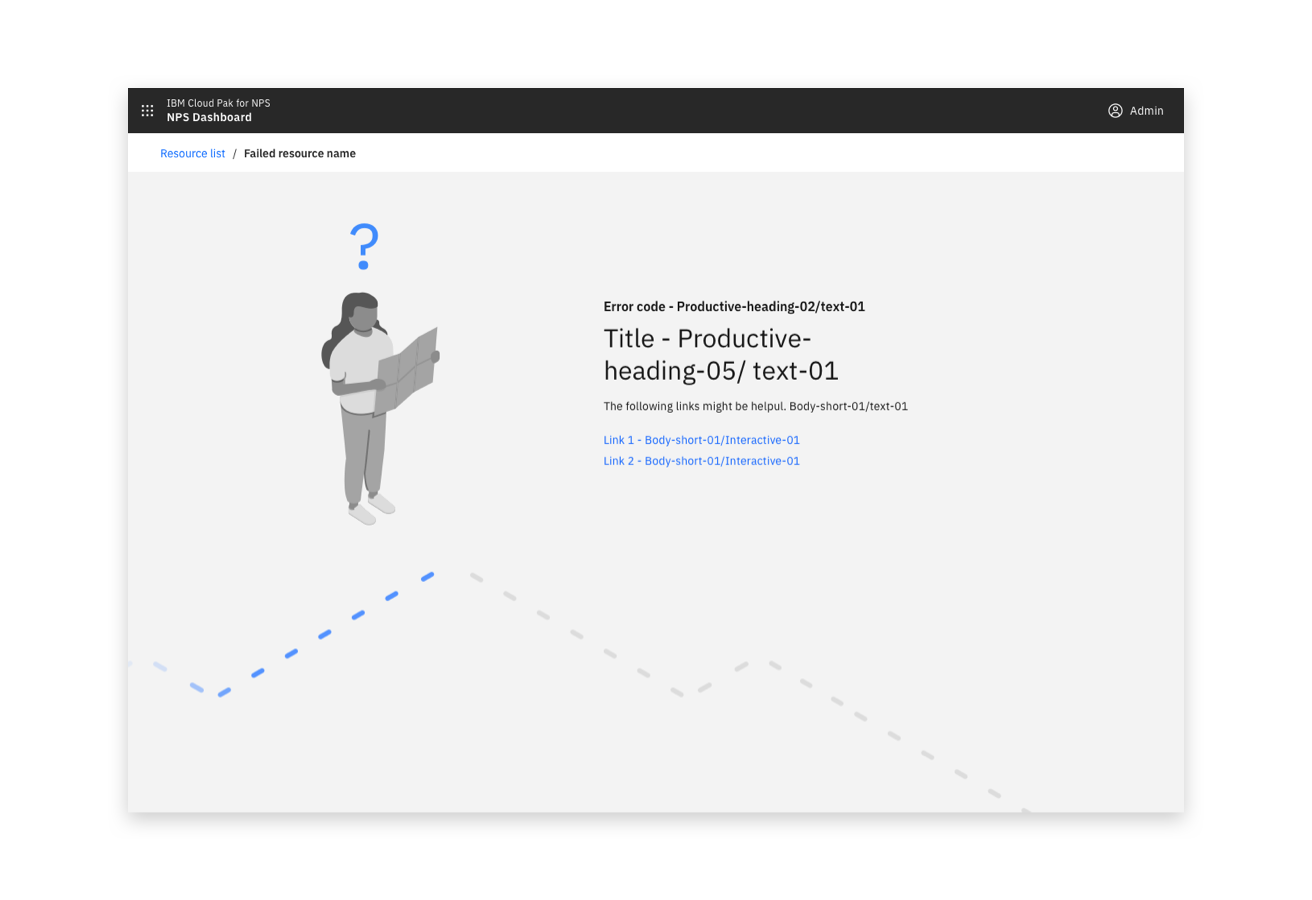 IBM Cloud Pak for NPS
NPS Dashboard
Admin
Resource list / Failed resource name
?
Error code - Productive-heading-02/text-01
Title - Productive-
heading-05/ text-01
The following links might be helpul. Body-short-01/text-01
Link 1 - Body-short-01/Interactive-01
Link 2 - Body-short-01/Interactive-01